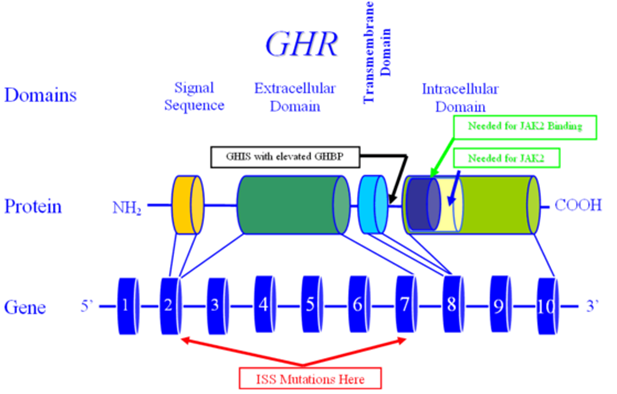 GHR
Transmembrane
Domain
Domains
Signal
Sequence
Extracellular
Domain
Intracellular
Domain
Needed for JAK2 Binding
GHIS with elevated GHBP
Needed for JAK2
Protein
NH₂
COOH
Gene
5`
1
2
3
4
5
6
7
8
9
10
3`
ISS Mutations Here